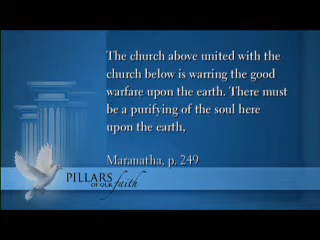 The church above united with the
church below is warring the good
warfare upon the earth. There must
be a purifying of the soul here
upon the earth,
Maranatha, p. 249
PILLARS
OF OUR faith